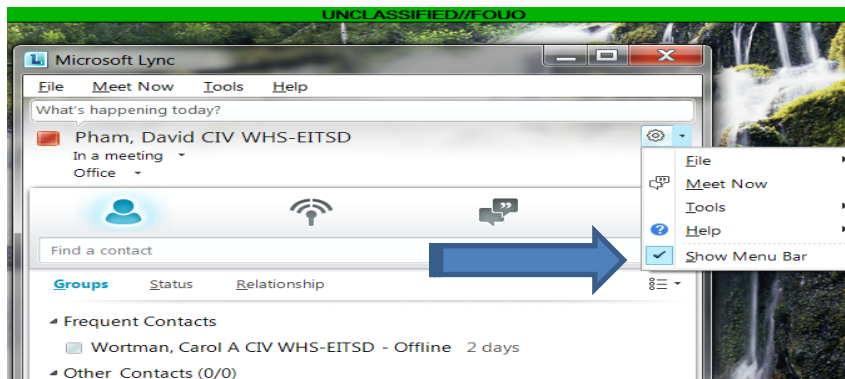 UNCLASSIFIED//FOUO
Microsoft Lync
File Meet Now Tools Help
What's happening today?
Pham, David CIV WHS-EITSD
In a meeting
Office
File
Meet Now
Tools
Help
Show Menu Bar
Find a contact
Groups Status Relationship
Frequent Contacts
Wortman, Carol A CIV WHS-EITSD - Offline 2 days
Other Contacts (0/0)